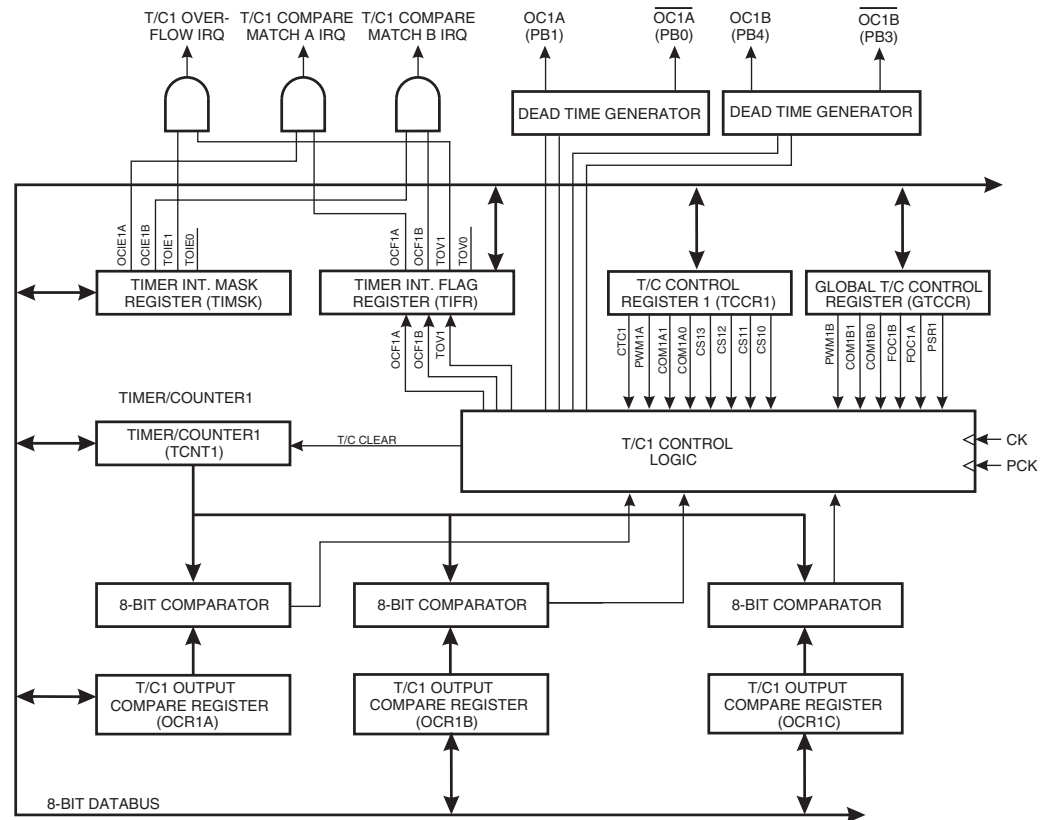 T/C1 OVER-
FLOW IRQ
T/C1 COMPARE
MATCH A IRQ
T/C1 COMPARE
MATCH B IRQ
OC1A
(PB1)
OC1A
(PB0)
OC1B
(PB4)
OC1B
(PB3)
DEAD TIME GENERATOR
DEAD TIME GENERATOR
OCIE1A
OCIE1B
TOIE1
TOIE0
OCF1A
OCF1B
TOV1
TOV0
TIMER INT. MASK
REGISTER (TIMSK)
TIMER INT. FLAG
REGISTER (TIFR)
T/C CONTROL
REGISTER 1 (TCCR1)
GLOBAL T/C CONTROL
REGISTER (GTCCR)
OCF1A
OCF1B
TOV1
CTC1
PWM1A
COM1A1
COM1A0
CS13
CS12
CS11
CS10
PWM1B
COM1B1
COM1B0
FOC1B
FOC1A
PSR1
TIMER/COUNTER1
TIMER/COUNTER1
(TCNT1)
T/C CLEAR
T/C1 CONTROL
LOGIC
CK
PCK
8-BIT COMPARATOR
8-BIT COMPARATOR
8-BIT COMPARATOR
T/C1 OUTPUT
COMPARE REGISTER
(OCR1A)
T/C1 OUTPUT
COMPARE REGISTER
(OCR1B)
T/C1 OUTPUT
COMPARE REGISTER
(OCR1C)
8-BIT DATABUS